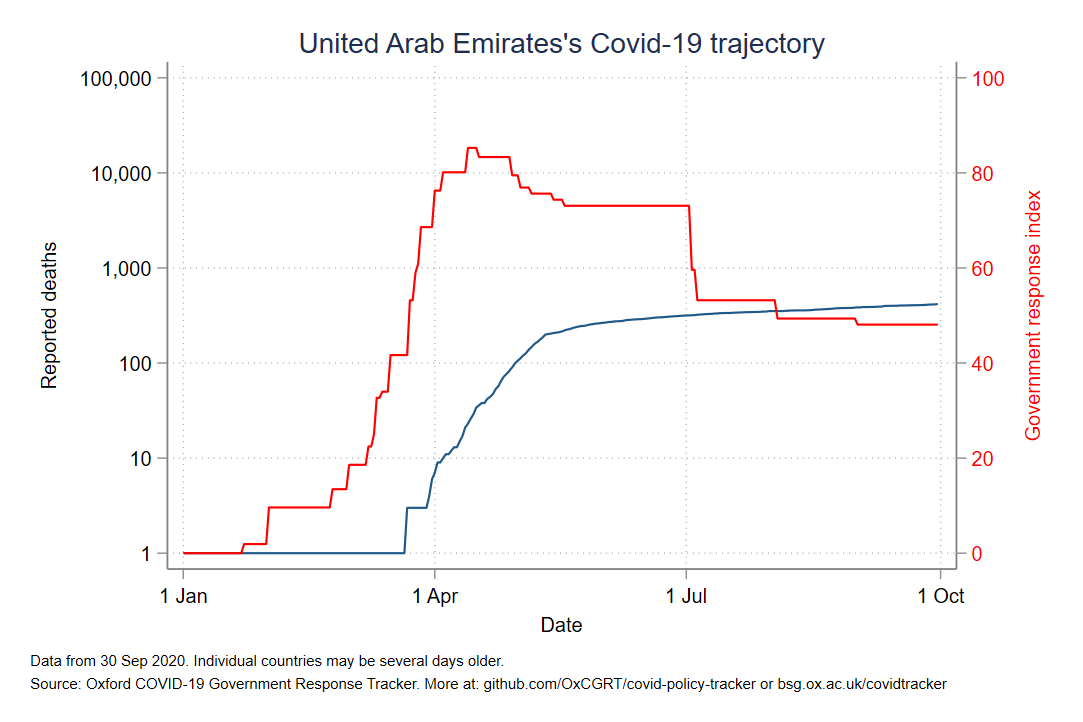 United Arab Emirates's Covid-19 trajectory
100,000
10,000
1,000
100
10
1
Reported deaths
100
80
60
40
20
0
Government response index
1 Jan
1 Apr
1 Jul
1 Oct
Date
Data from 30 Sep 2020. Individual countries may be several days older.
Source: Oxford COVID-19 Government Response Tracker. More at: github.com/OxCGRT/covid-policy-tracker or bsg.ox.ac.uk/covidtracker